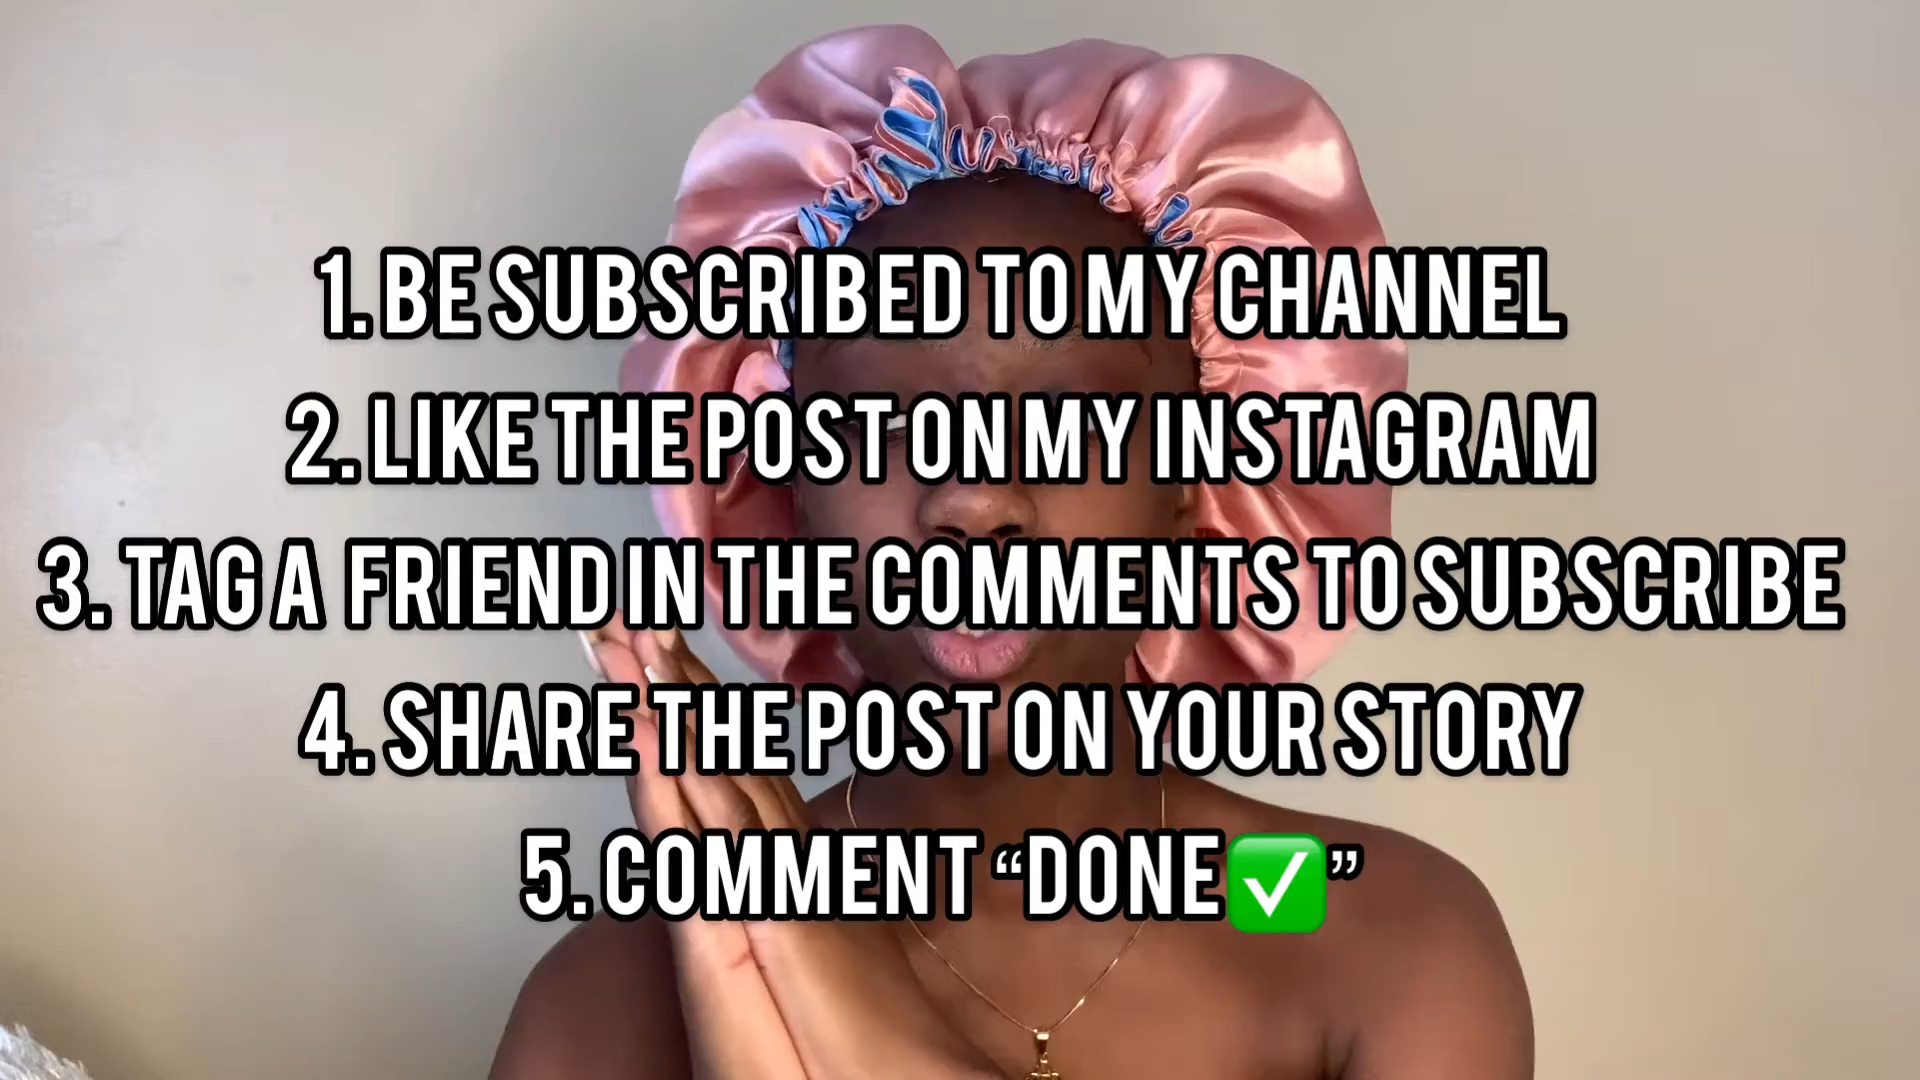 1. BE SUBSCRIBED TO MY CHANNEL
2. LIKE THE POST ON MY INSTAGRAM
3. TAG A FRIEND IN THE COMMENTS TO SUBSCRIBE
4. SHARE THE POST ON YOUR STORY
5. COMMENT “DONE✅”